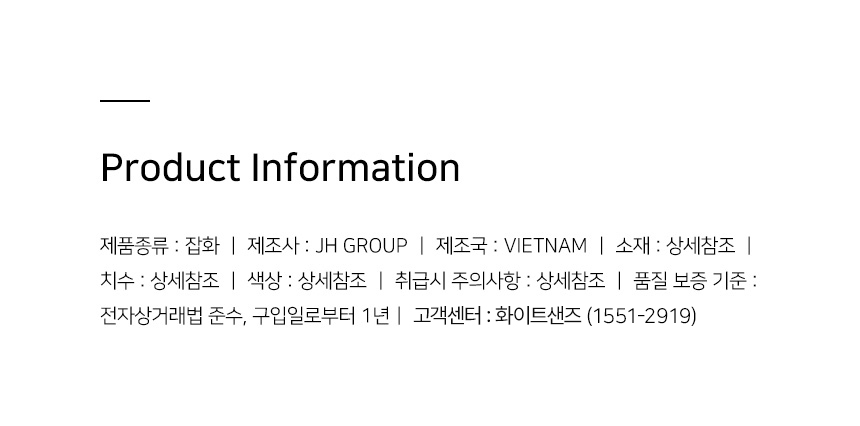 Product Information
제품종류 : 잡화 | 제조사 : JH GROUP | 제조국 : VIETNAM | 소재 : 상세참조 |
치수 : 상세참조 | 색상 : 상세참조 | 취급시 주의사항 : 상세참조 | 품질 보증 기준 :
전자상거래법 준수, 구입일로부터 1년 | 고객센터 : 화이트샌즈 (1551-2919)